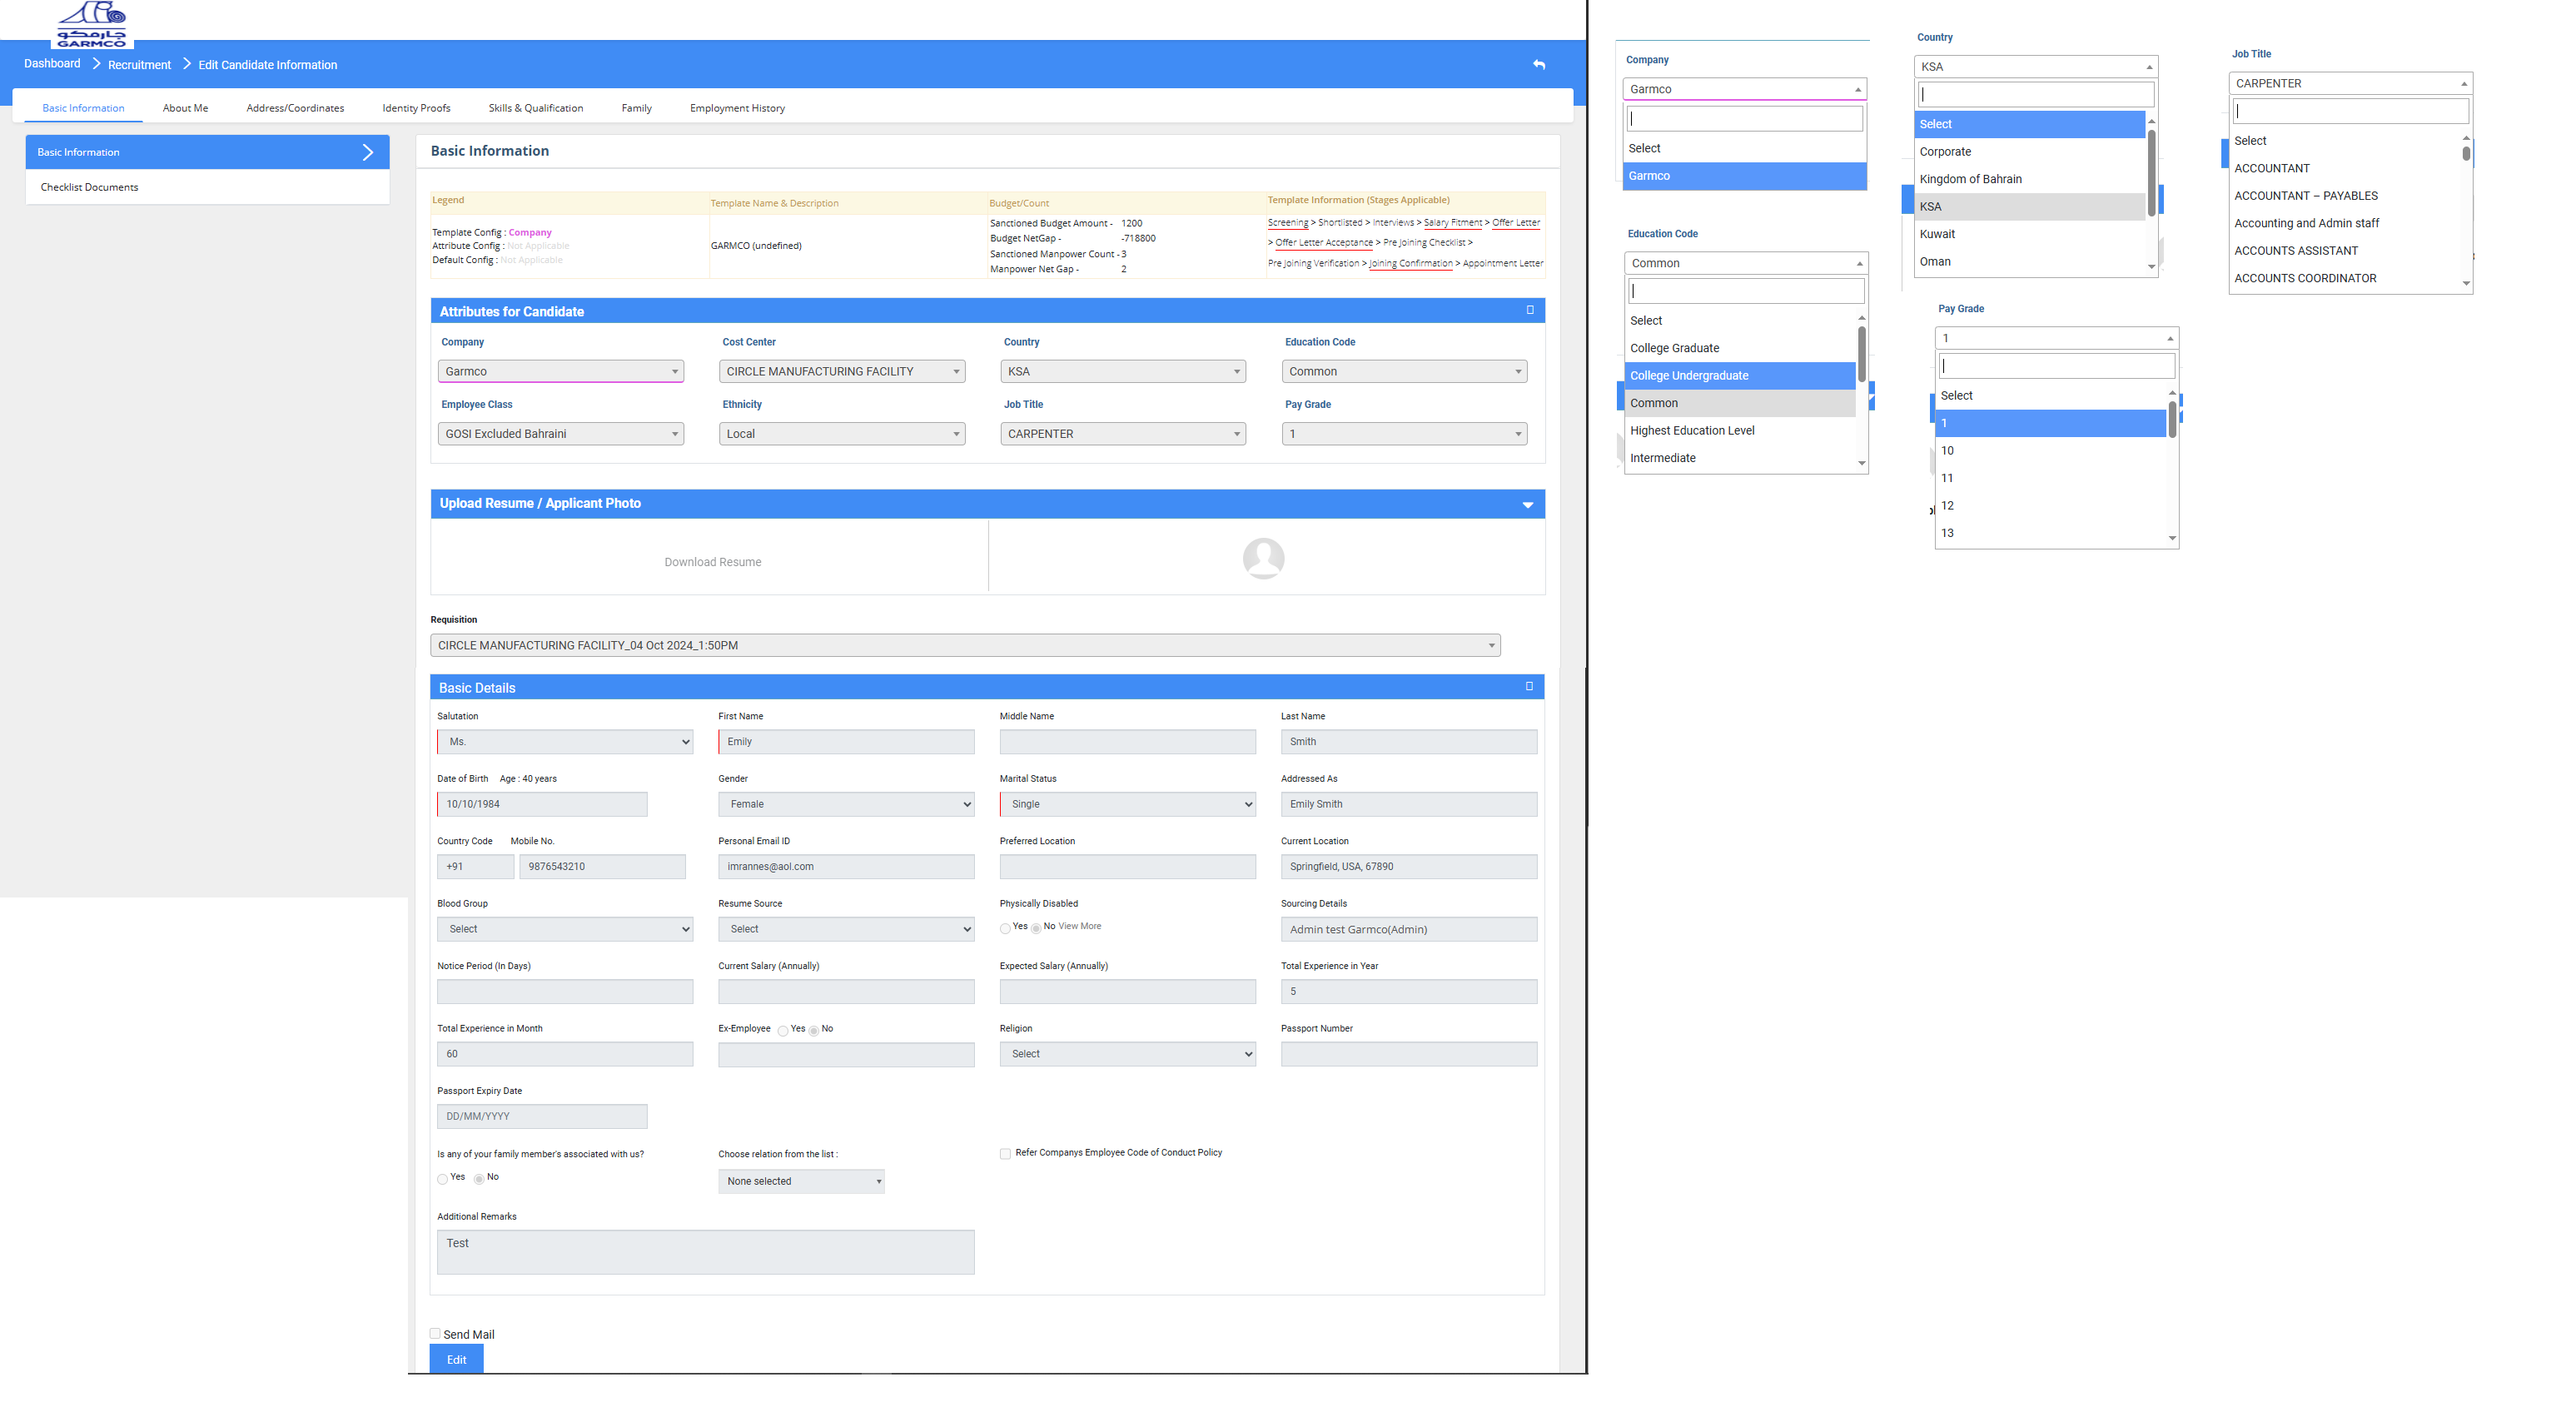 جارمكو
GARMCO
Dashboard > Recruitment > Edit Candidate Information
Basic Information About Me Address/Coordinates Identity Proofs Skills & Qualification Family Employment History
Basic Information
Checklist Documents
Basic Information
Legend Template Name & Description Budget/Count Template Information (Stages Applicable)
Template Config : Company
Attribute Config : Not Applicable
Default Config : Not Applicable
GARMCO (undefined)
Sanctioned Budget Amount - 1200
Budget NetGap - -718800
Sanctioned Manpower Count - 3
Manpower Net Gap - 2
Screening > Shortlisted > Interviews > Salary Fitment > Offer Letter
> Offer Letter Acceptance > Pre Joining Checklist >
Pre Joining Verification > Joining Confirmation > Appointment Letter
Attributes for Candidate
Company Cost Center Country Education Code
Garmco CIRCLE MANUFACTURING FACILITY KSA Common
Employee Class Ethnicity Job Title Pay Grade
GOSI Excluded Bahraini Local CARPENTER 1
Upload Resume / Applicant Photo
Download Resume
Requisition
CIRCLE MANUFACTURING FACILITY_04 Oct 2024_1:50PM
Basic Details
Salutation First Name Middle Name Last Name
Ms. Emily Smith
Date of Birth Age : 40 years Gender Marital Status Addressed As
10/10/1984 Female Single Emily Smith
Country Code Mobile No. Personal Email ID Preferred Location Current Location
+91 9876543210 imrannes@aol.com Springfield, USA, 67890
Blood Group Resume Source Physically Disabled Sourcing Details
Select Select Yes No View More Admin test Garmco(Admin)
Notice Period (In Days) Current Salary (Annually) Expected Salary (Annually) Total Experience in Year
5
Total Experience in Month Ex-Employee Yes No Religion Passport Number
60 Select
Passport Expiry Date
DD/MM/YYYY
Is any of your family member's associated with us? Choose relation from the list : Refer Companys Employee Code of Conduct Policy
Yes No None selected
Additional Remarks
Test
Send Mail
Edit
Company
Garmco
Select
Garmco
Country
KSA
Select
Corporate
Kingdom of Bahrain
KSA
Kuwait
Oman
Job Title
CARPENTER
Select
ACCOUNTANT
ACCOUNTANT – PAYABLES
Accounting and Admin staff
ACCOUNTS ASSISTANT
ACCOUNTS COORDINATOR
Education Code
Common
Select
College Graduate
College Undergraduate
Common
Highest Education Level
Intermediate
Pay Grade
1
Select
1
10
11
12
13